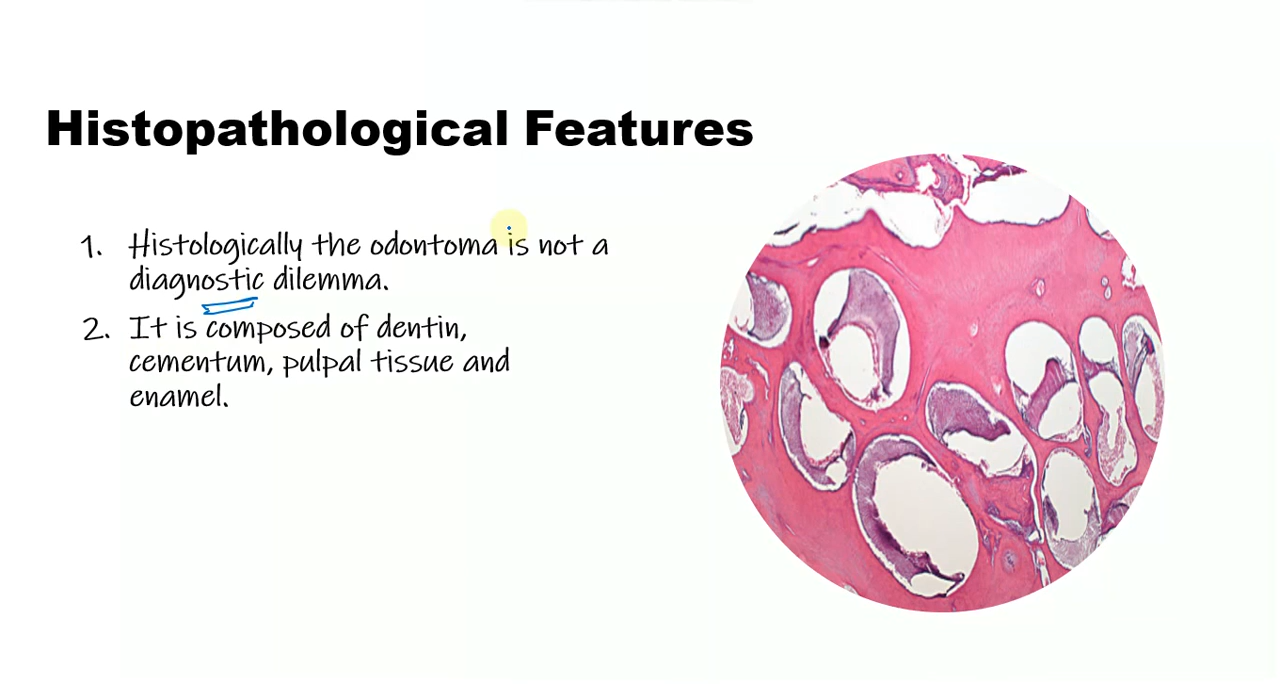 Histopathological Features
1. Histologically the odontoma is not a
diagnostic dilemma.
2. It is composed of dentin,
cementum, pulpal tissue and
enamel.